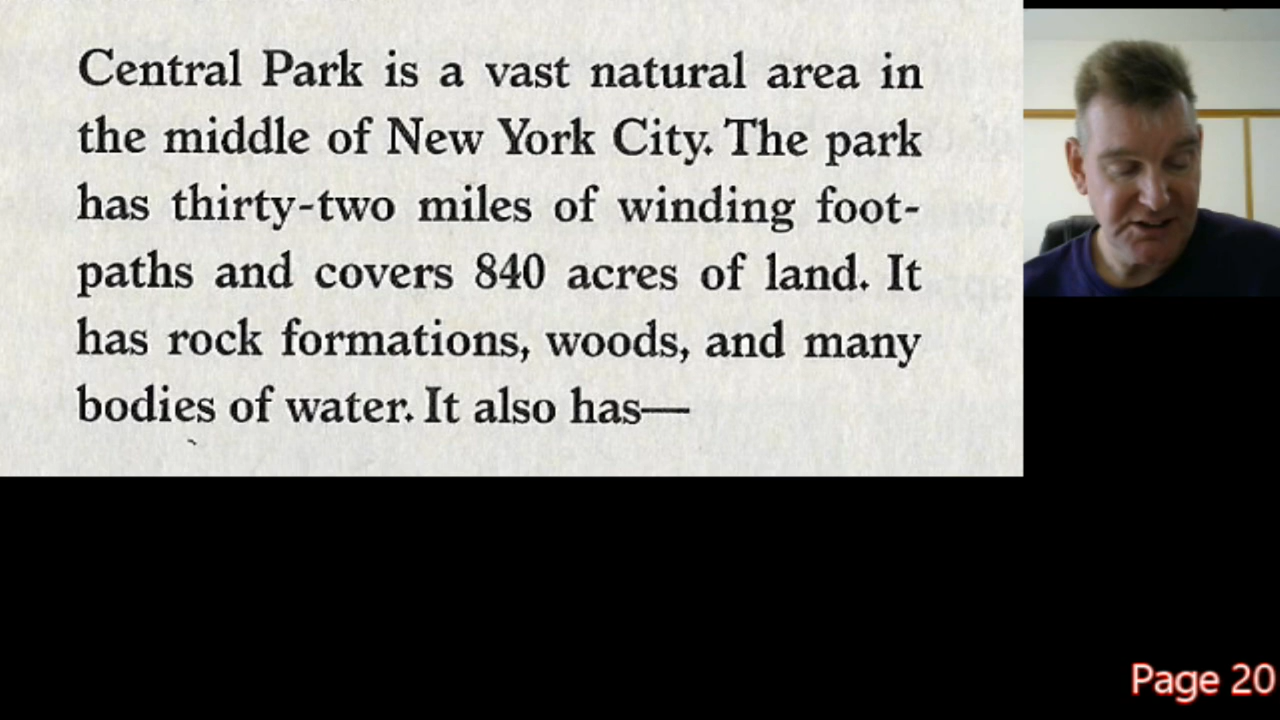 Central Park is a vast natural area in
the middle of New York City. The park
has thirty-two miles of winding foot-
paths and covers 840 acres of land. It
has rock formations, woods, and many
bodies of water. It also has—
Page 20